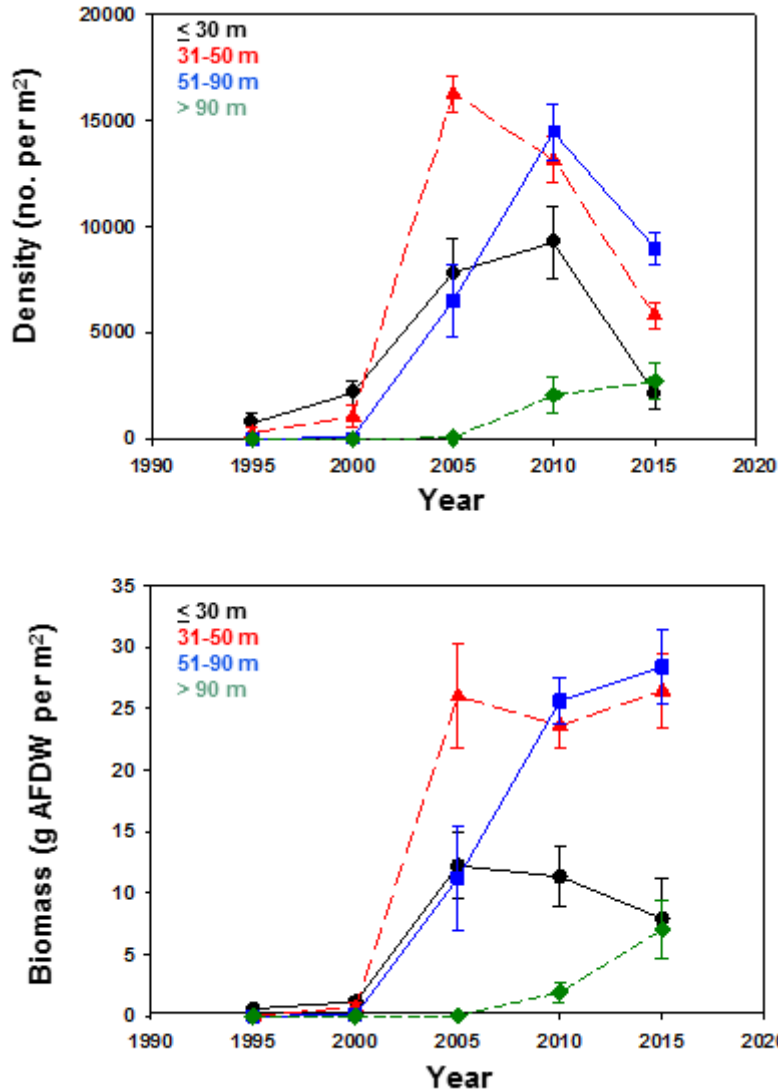 20000
15000
10000
5000
0
Density (no. per m²)
≤ 30 m
31-50 m
51-90 m
> 90 m
1990 1995 2000 2005 2010 2015 2020
Year
35
30
25
20
15
10
5
0
Biomass (g AFDW per m²)
≤ 30 m
31-50 m
51-90 m
> 90 m
1990 1995 2000 2005 2010 2015 2020
Year